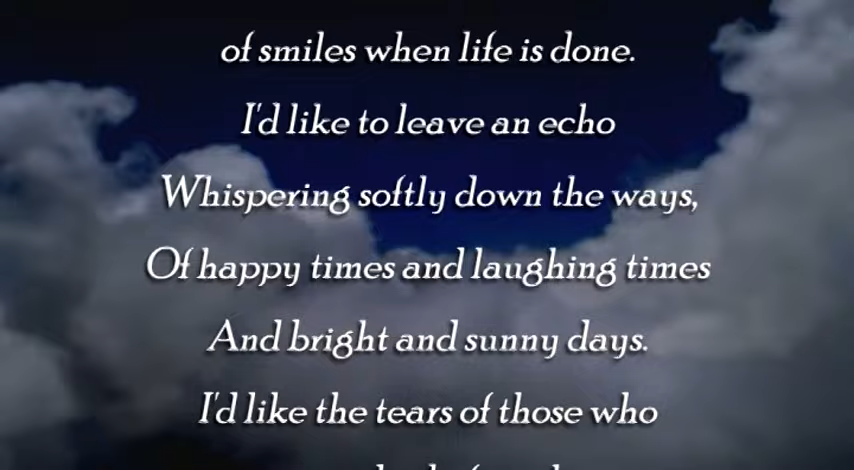 of smiles when life is done.
I'd like to leave an echo
Whispering softly down the ways,
Of happy times and laughing times
And bright and sunny days.
I'd like the tears of those who